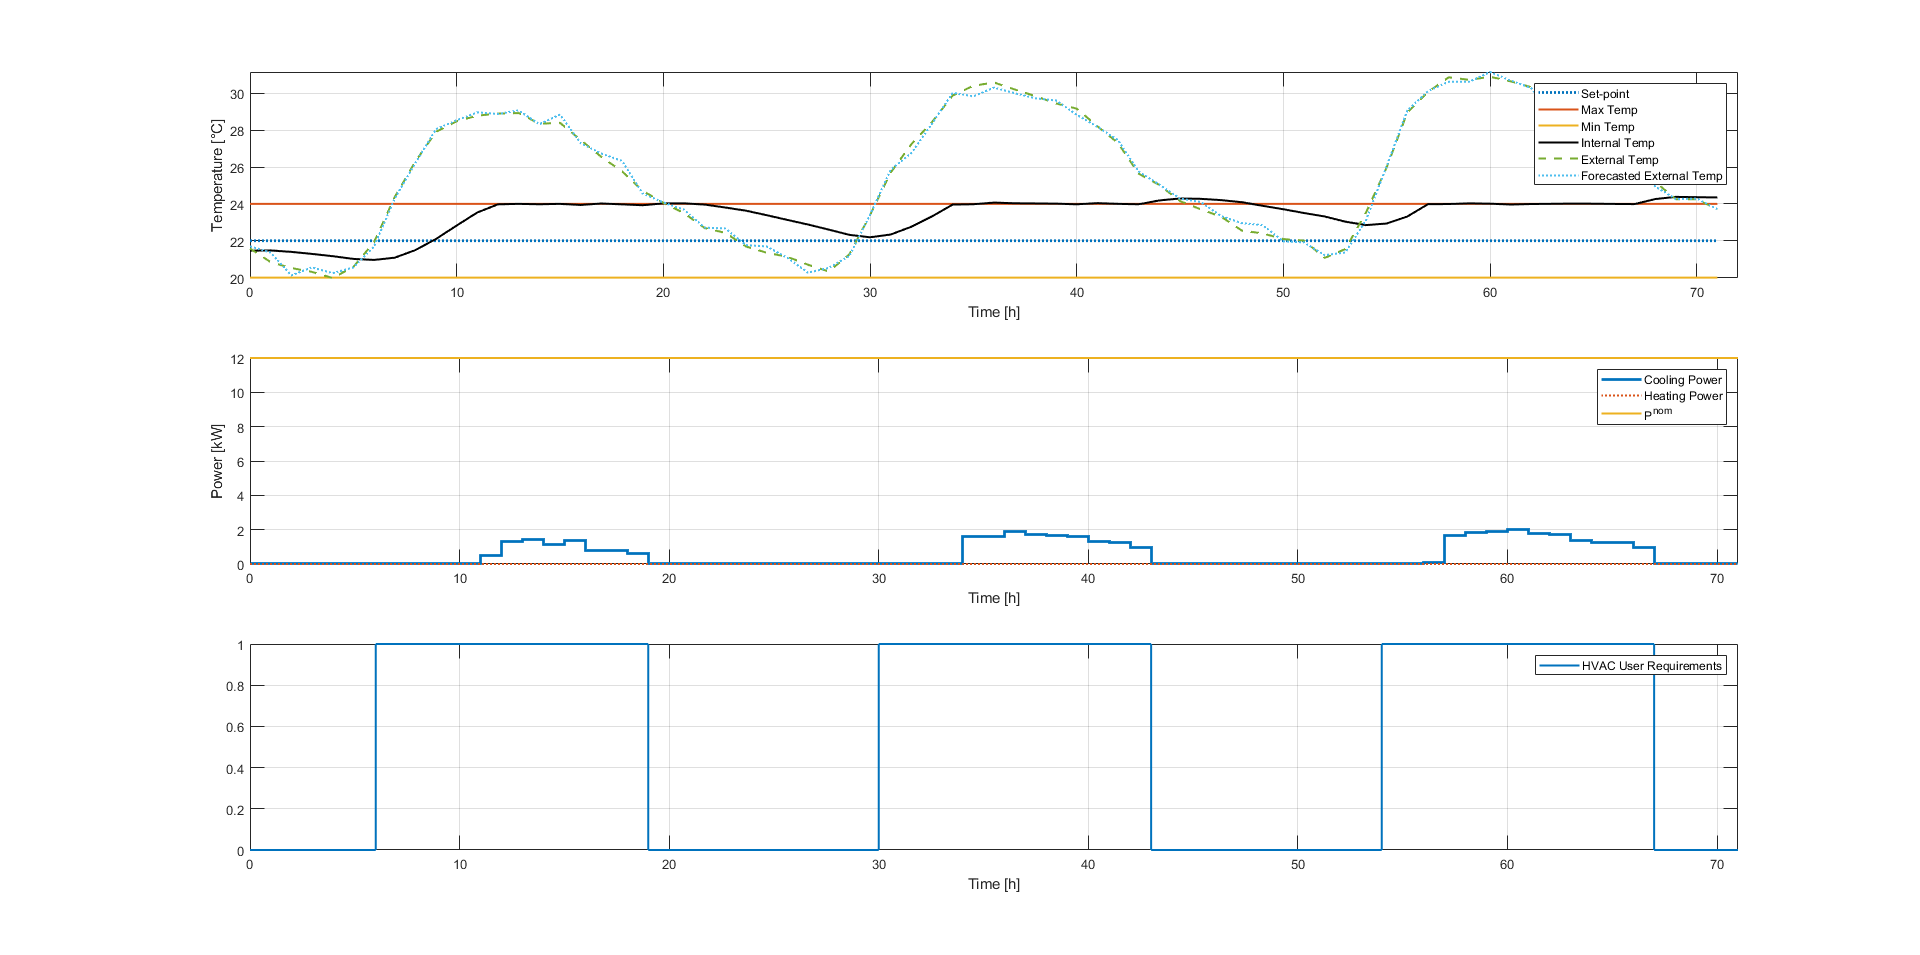 Temperature [°C]
30
28
26
24
22
20
0 10 20 30 40 50 60 70
Time [h]
Set-point
Max Temp
Min Temp
Internal Temp
External Temp
Forecasted External Temp
Power [kW]
12
10
8
6
4
2
0
0 10 20 30 40 50 60 70
Time [h]
Cooling Power
Heating Power
P^nom
1
0.8
0.6
0.4
0.2
0
0 10 20 30 40 50 60 70
Time [h]
HVAC User Requirements